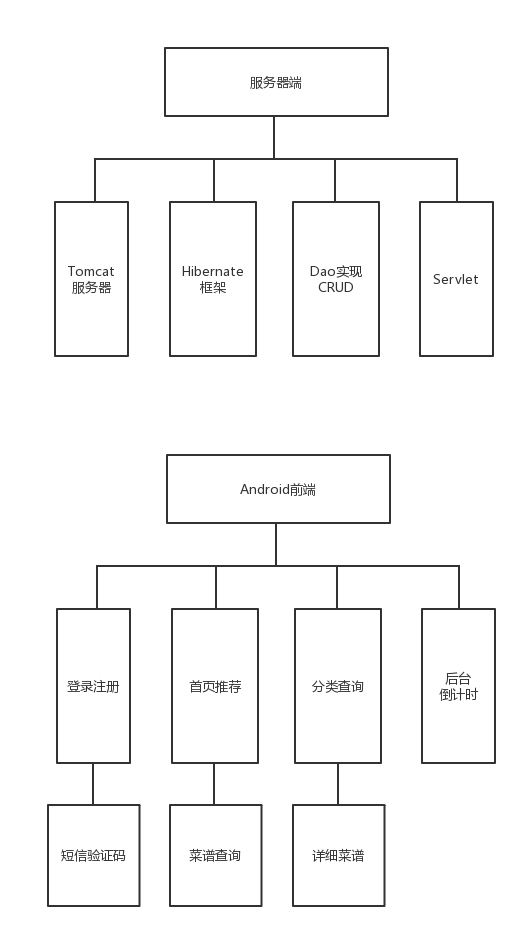 服务器端
Tomcat
服务器
Hibernate
框架
Dao实现
CRUD
Servlet
Android前端
登录注册
首页推荐
分类查询
后台
倒计时
短信验证码
菜谱查询
详细菜谱